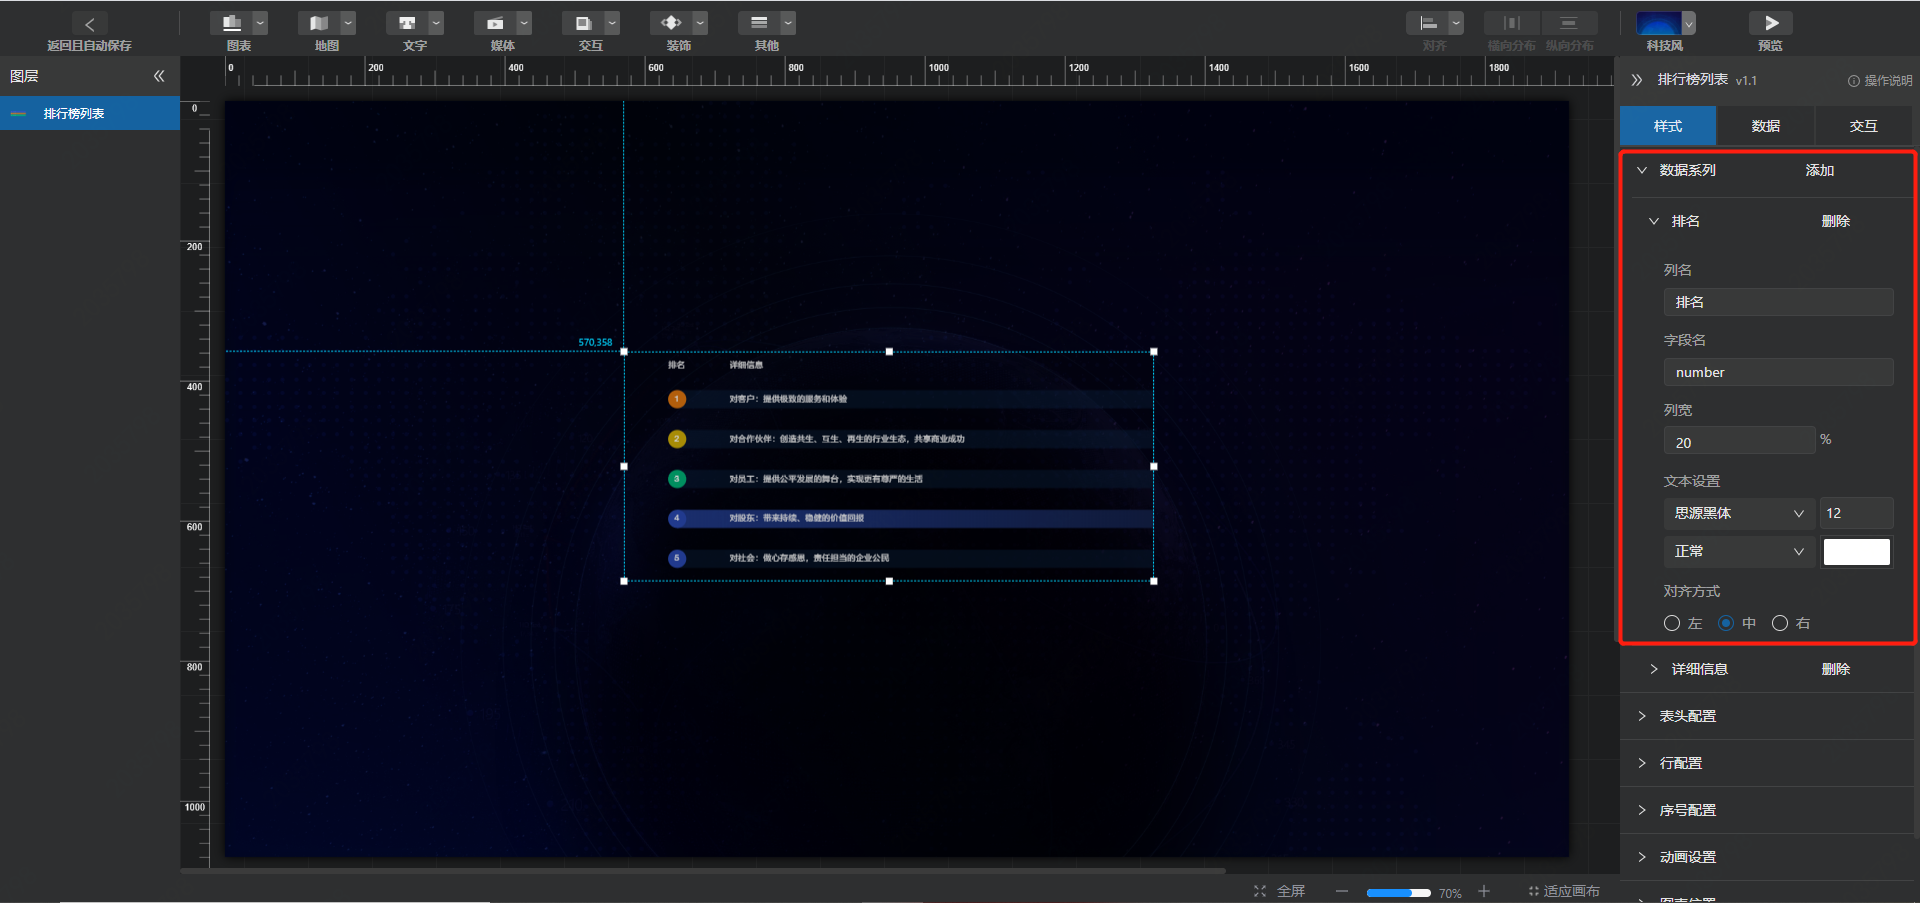 返回且自动保存
图表
地图
文字
媒体
交互
装饰
其他
对齐
横向分布
纵向分布
科技风
预览
图层
排行榜列表
0 200 400 600 800 1000 1200 1400 1600 1800
0
200
400
600
800
1000
570,358
排名 详细信息
1 对客户：提供极致的服务和体验
2 对合作伙伴：创造共生、互生、再生的行业生态，共享商业成功
3 对员工：提供公平发展的舞台，实现更有尊严的生活
4 对股东：带来持续、稳健的价值回报
5 对社会：做心存感恩，责任担当的企业公民
排行榜列表 v1.1
操作说明
样式 数据 交互
数据系列 添加
排名 删除
列名
排名
字段名
number
列宽
20 %
文本设置
思源黑体 12
正常
对齐方式
左 中 右
详细信息 删除
表头配置
行配置
序号配置
动画设置
全屏
70%
适应画布